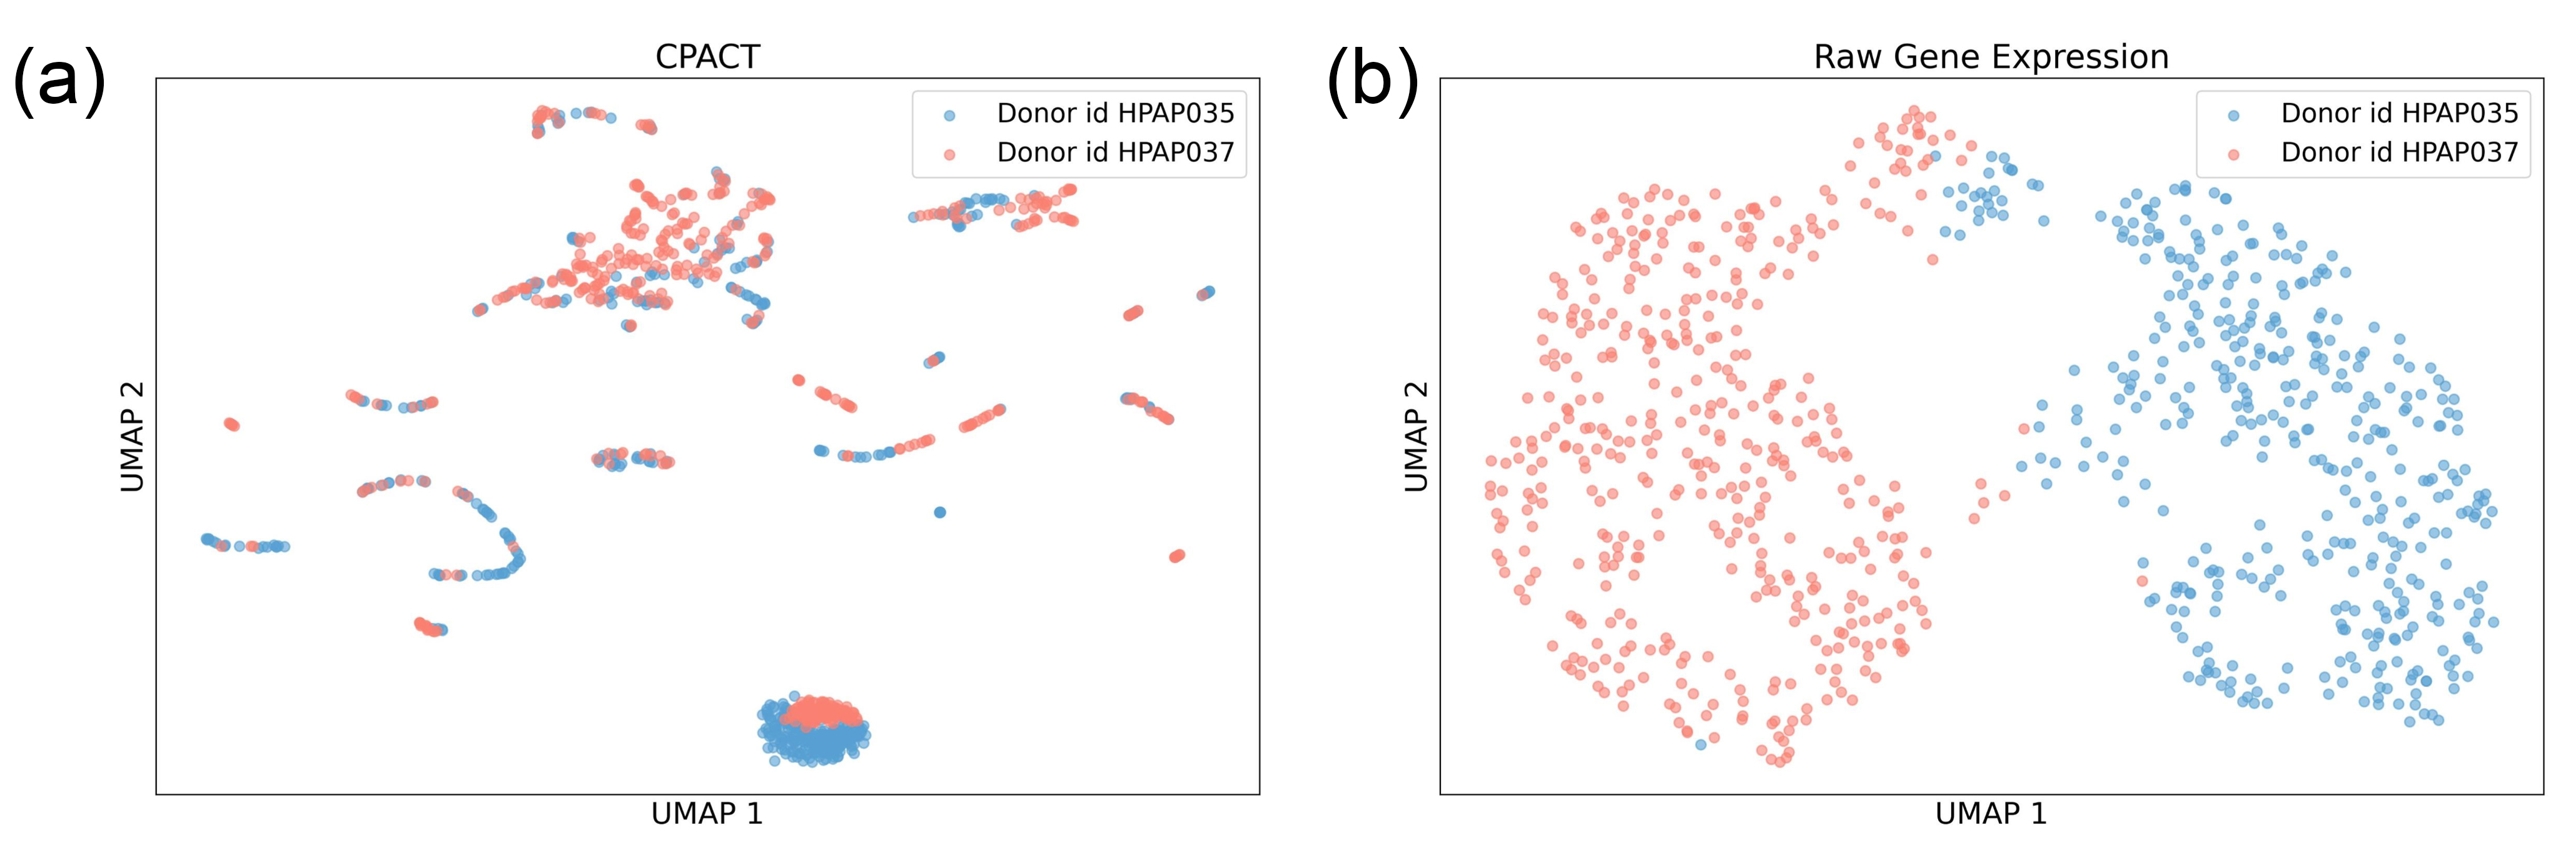 (a)
CPACT
Donor id HPAP035
Donor id HPAP037
UMAP 2
UMAP 1
(b)
Raw Gene Expression
Donor id HPAP035
Donor id HPAP037
UMAP 2
UMAP 1